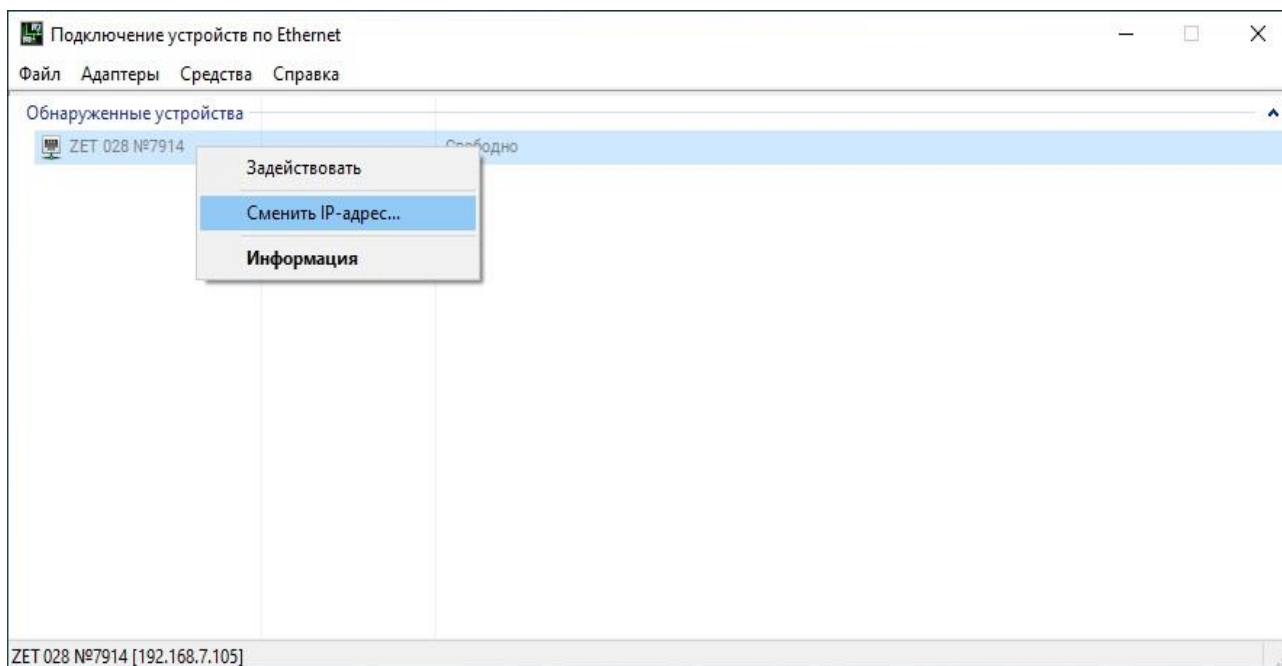 Подключение устройств по Ethernet
Файл Адаптеры Средства Справка
Обнаруженные устройства
ZET 028 №7914 Свободно
Задействовать
Сменить IP-адрес...
Информация
ZET 028 №7914 [192.168.7.105]